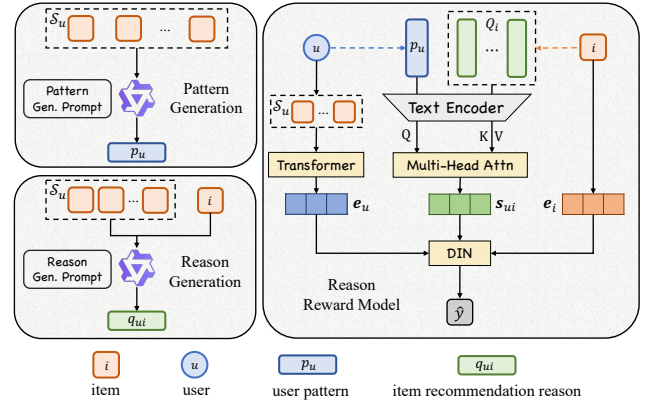 S_u
...
Pattern
Gen. Prompt
Pattern
Generation
p_u
S_u
...
i
Reason
Gen. Prompt
Reason
Generation
q_ui
u
p_u
Q_i
...
i
S_u
...
Text Encoder
Q
K
V
Transformer
Multi-Head Attn
e_u
s_ui
e_i
DIN
Reason
Reward Model
ŷ
i
u
p_u
q_ui
item
user
user pattern
item recommendation reason